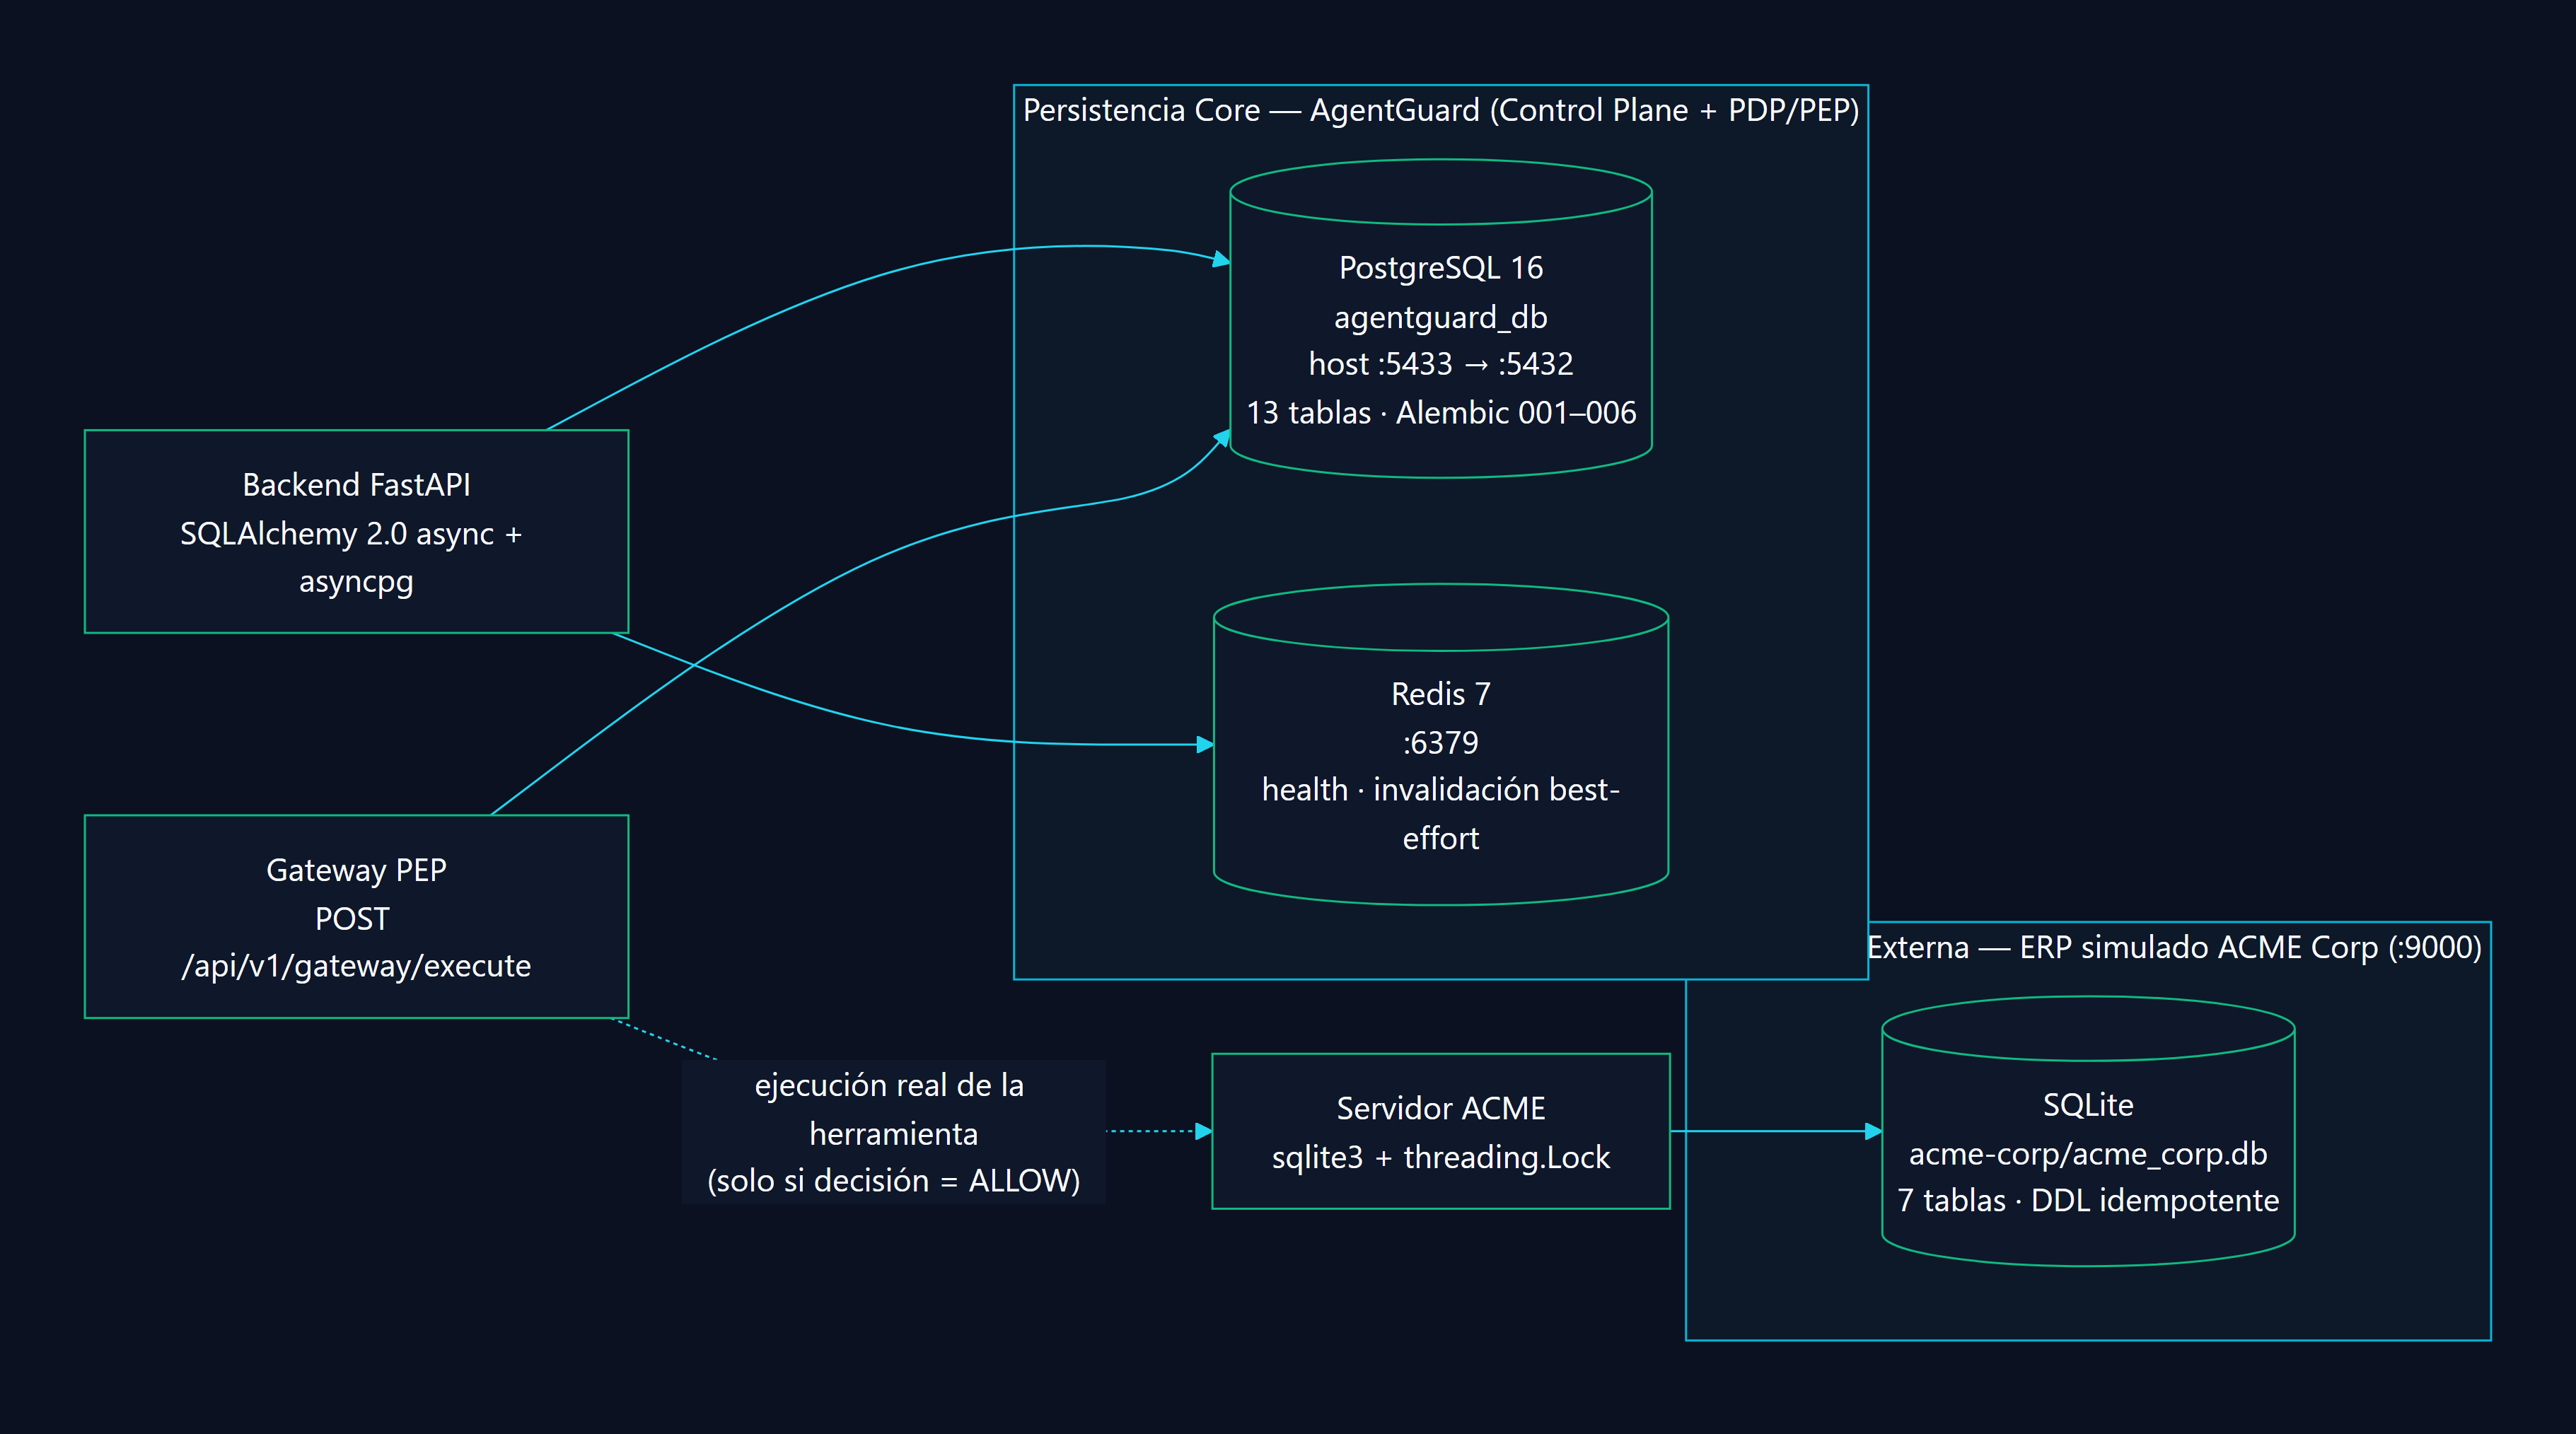 Persistencia Core — AgentGuard (Control Plane + PDP/PEP)
PostgreSQL 16
agentguard_db
host :5433 → :5432
13 tablas · Alembic 001–006
Backend FastAPI
SQLAlchemy 2.0 async +
asyncpg
Redis 7
:6379
health · invalidación best-
effort
Gateway PEP
POST
/api/v1/gateway/execute
Externa — ERP simulado ACME Corp (:9000)
ejecución real de la
herramienta
(solo si decisión = ALLOW)
Servidor ACME
sqlite3 + threading.Lock
SQLite
acme-corp/acme_corp.db
7 tablas · DDL idempotente